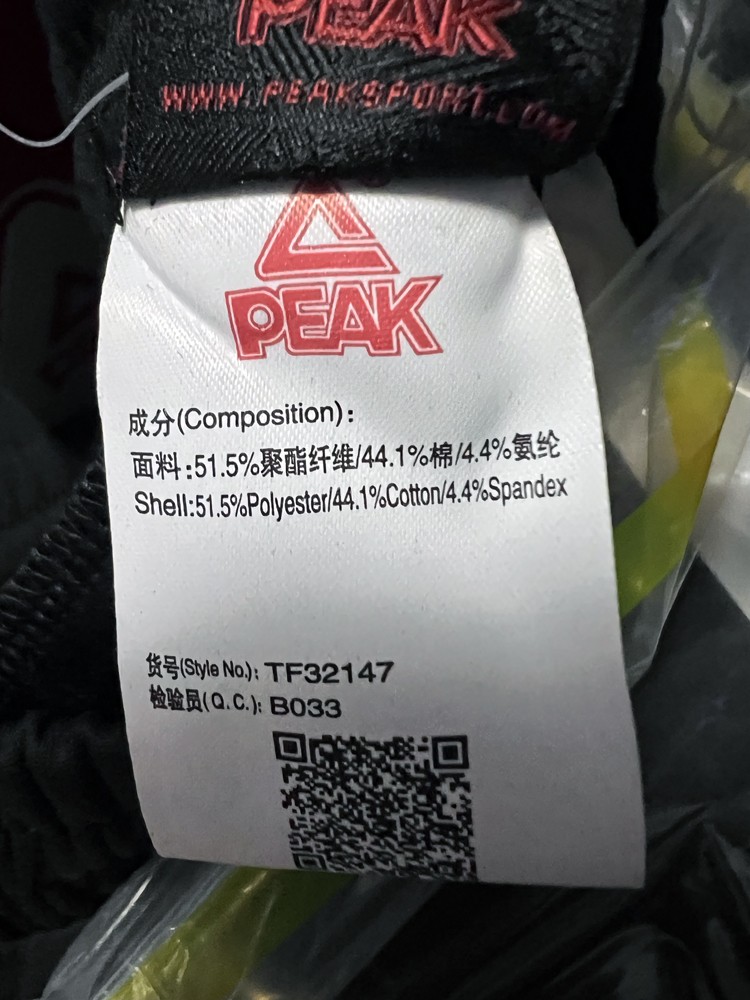 PEAK
WWW.PEAKSPORT.COM
PEAK
成分(Composition):
面料:51.5%聚酯纤维/44.1%棉/4.4%氨纶
Shell:51.5%Polyester/44.1%Cotton/4.4%Spandex
货号(Style No.): TF32147
检验员(Q.C.): B033